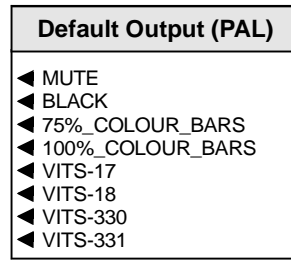 Default Output (PAL)
MUTE
BLACK
75%_COLOUR_BARS
100%_COLOUR_BARS
VITS-17
VITS-18
VITS-330
VITS-331